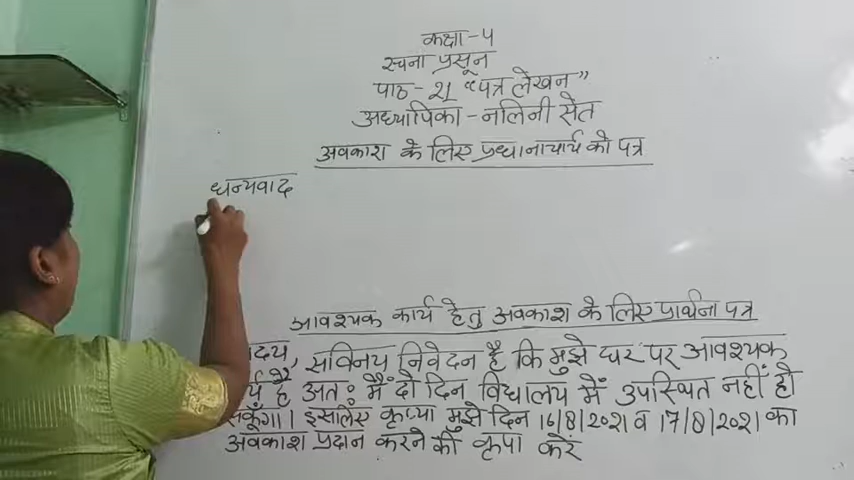 कक्षा-५
रचना प्रसून
पाठ-21 “पत्र लेखन”
अध्यापिका-नलिनी सेत
अवकाश के लिए प्रधानाचार्य को पत्र
धन्यवाद
आवश्यक कार्य हेतु अवकाश के लिए प्रार्थना पत्र
दय, सविनय निवेदन है कि मुझे घर पर आवश्यक
र्य है अतः मैं दो दिन विद्यालय में उपस्थित नहीं हो
सकूँगा। इसलिए कृप्या मुझे दिन 16/8/2021 व 17/8/2021 का
अवकाश प्रदान करने की कृपा करें